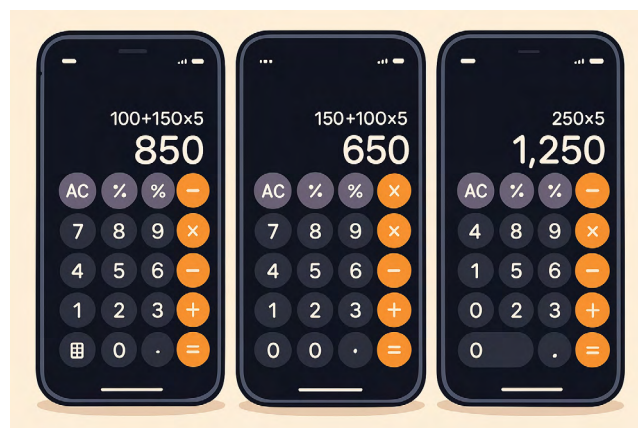 100+150×5
850
AC % % −
7 8 9 ×
4 5 6 −
1 2 3 +
0 . =
150+100×5
650
AC % % ×
7 8 9 ×
4 5 6 −
1 2 3 +
0 0 . =
250×5
1,250
AC % % −
4 8 9 ×
1 5 6 −
0 2 3 +
0 . =